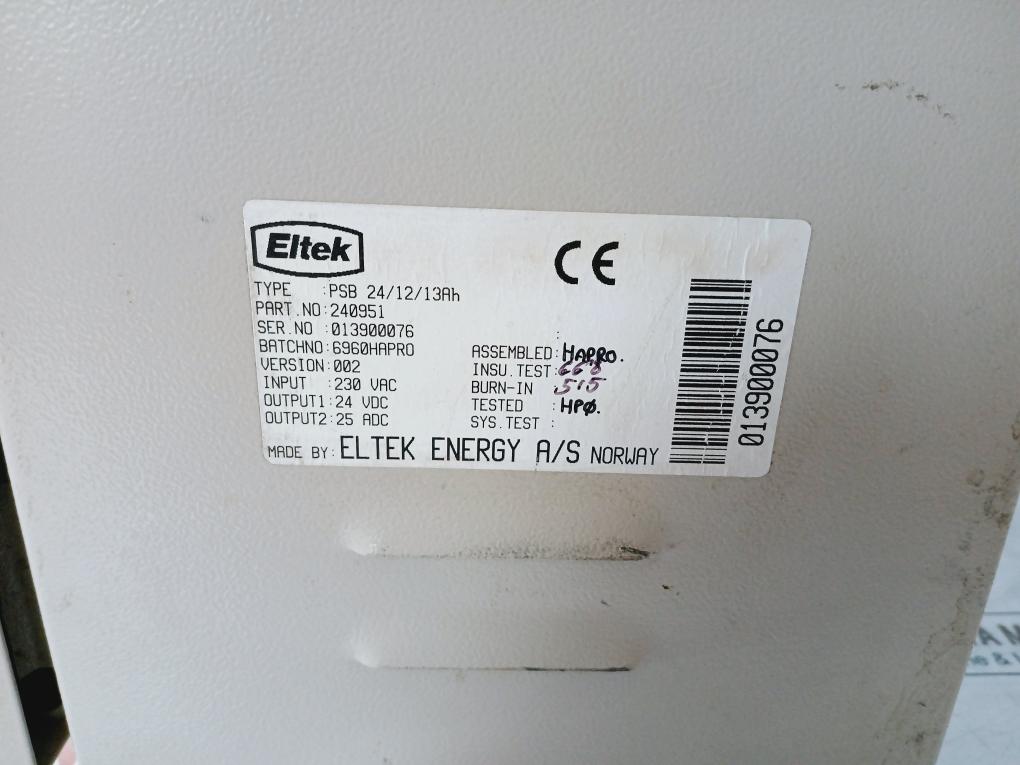 Eltek
CE
TYPE :PSB 24/12/13Ah
PART.NO:240951
SER.NO :013900076
BATCHNO:6960HAPRO
VERSION:002
INPUT :230 VAC
OUTPUT1:24 VDC
OUTPUT2:25 ADC
:
ASSEMBLED:HAPRO.
INSU.TEST:668
BURN-IN :515
TESTED :HPØ.
SYS.TEST :
MADE BY:ELTEK ENERGY A/S NORWAY
013900076